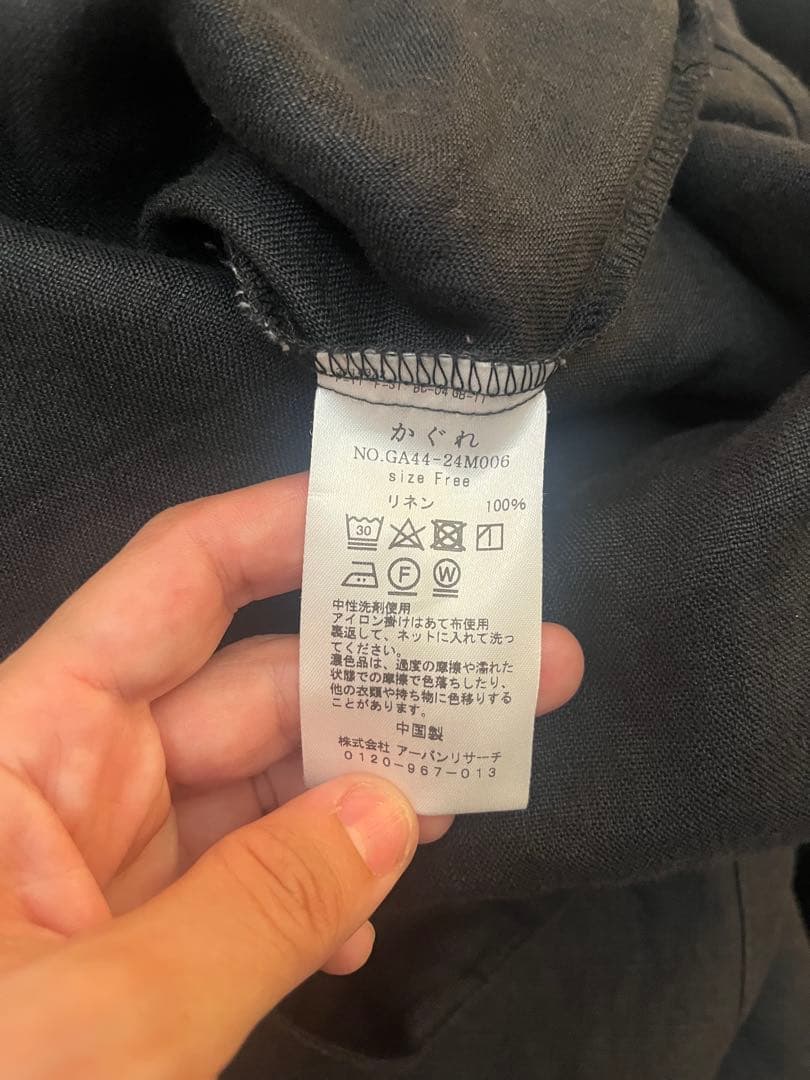 かぐれ
NO.GA44-24M006
size Free
リネン 100%
30
F W
中性洗剤使用
アイロン掛けはあて布使用
裏返して、ネットに入れて洗っ
てください。
濃色品は、過度の摩擦や濡れた
状態での摩擦で色落ちしたり、
他の衣類や持ち物に色移りする
ことがあります。
中国製
株式会社 アーバンリサーチ
0120-967-013